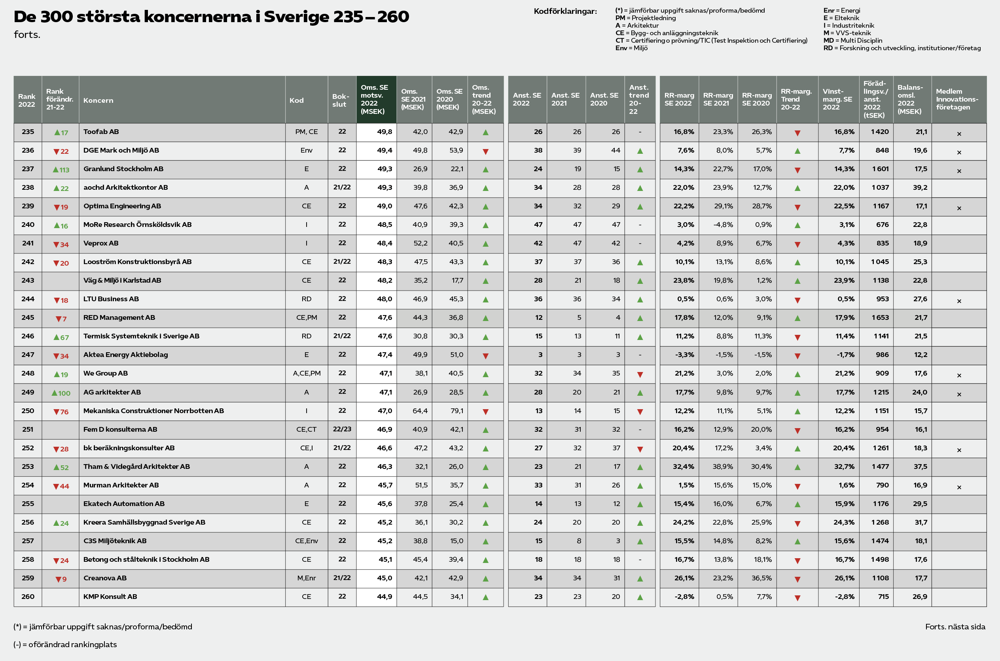 De 300 största koncernerna i Sverige 235–260
forts.
Kodförklaringar:
(*) = jämförbar uppgift saknas/proforma/bedömd
PM = Projektledning
A = Arkitektur
CE = Bygg- och anläggningsteknik
CT = Certifiering o prövning/TIC (Test Inspektion och Certifiering)
Env = Miljö
Enr = Energi
E = Elteknik
I = Industriteknik
M = VVS-teknik
MD = Multi Disciplin
RD = Forskning och utveckling, institutioner/företag
Rank 2022 Rank förändr. 21-22 Koncern Kod Bok-slut Oms. SE motsv. 2022 (MSEK) Oms. SE 2021 (MSEK) Oms. SE 2020 (MSEK) Oms. trend 20-22 (MSEK) Anst. SE 2022 Anst. SE 2021 Anst. SE 2020 Anst. trend 20-22 RR-marg SE 2022 RR-marg SE 2021 RR-marg SE 2020 RR-marg. Trend 20-22 Vinst-marg. SE 2022 Föräd-lingsv./anst. 2022 (tSEK) Balans-omsl. 2022 (MSEK) Medlem Innovations-företagen
235 ▲17 Toofab AB PM, CE 22 49,8 42,0 42,9 ▲ 26 26 26 - 16,8% 23,3% 26,3% ▼ 16,8% 1 420 21,1 ×
236 ▼22 DGE Mark och Miljö AB Env 22 49,4 49,8 53,9 ▼ 38 39 44 ▲ 7,6% 8,0% 5,7% ▲ 7,7% 848 19,6 ×
237 ▲113 Granlund Stockholm AB E 22 49,3 26,9 22,1 ▲ 24 19 15 ▲ 14,3% 22,7% 17,0% ▼ 14,3% 1 601 17,5 ×
238 ▲22 aochd Arkitektkontor AB A 21/22 49,3 39,8 36,9 ▲ 34 28 28 ▲ 22,0% 23,9% 12,7% ▲ 22,0% 1 037 39,2
239 ▼19 Optima Engineering AB CE 22 49,0 47,6 42,3 ▲ 34 32 29 ▲ 22,2% 29,1% 28,7% ▼ 22,5% 1 167 17,1 ×
240 ▲16 MoRe Research Örnsköldsvik AB I 22 48,5 40,9 39,3 ▲ 47 47 47 - 3,0% -4,8% 0,9% ▲ 3,1% 676 22,8
241 ▼34 Veprox AB I 22 48,4 52,2 40,5 ▲ 42 47 42 - 4,2% 8,9% 6,7% ▼ 4,3% 835 18,9
242 ▼20 Looström Konstruktionsbyrå AB CE 21/22 48,3 47,5 43,3 ▲ 37 37 36 ▲ 10,1% 13,1% 8,6% ▲ 10,1% 1 045 25,3
243 Väg & Miljö i Karlstad AB CE 22 48,2 35,2 17,7 ▲ 28 21 18 ▲ 23,8% 19,8% 1,2% ▲ 23,9% 1 138 22,8
244 ▼18 LTU Business AB RD 22 48,0 46,9 45,3 ▲ 36 36 34 ▲ 0,5% 0,6% 3,0% ▼ 0,5% 953 27,6 ×
245 ▼7 RED Management AB CE,PM 22 47,6 44,3 36,8 ▲ 12 5 4 ▲ 17,8% 12,0% 9,1% ▲ 17,9% 1 653 21,7
246 ▲67 Termisk Systemteknik i Sverige AB RD 21/22 47,6 30,8 30,3 ▲ 15 13 11 ▲ 11,2% 8,8% 11,3% ▼ 11,4% 1 141 21,5
247 ▼34 Aktea Energy Aktiebolag E 22 47,4 49,9 51,0 ▼ 3 3 3 - -3,3% -1,5% -1,5% ▼ -1,7% 986 12,2
248 ▲19 We Group AB A,CE,PM 22 47,1 38,1 40,5 ▲ 32 34 35 ▼ 21,2% 3,0% 2,0% ▲ 21,2% 909 17,6 ×
249 ▲100 AG arkitekter AB A 22 47,1 26,9 28,5 ▲ 28 20 21 ▲ 17,7% 9,8% 9,7% ▲ 17,7% 1 215 24,0 ×
250 ▼76 Mekaniska Construktioner Norrbotten AB I 22 47,0 64,4 79,1 ▼ 13 14 15 ▼ 12,2% 11,1% 5,1% ▲ 12,2% 1 151 15,7
251 Fem D konsulterna AB CE,CT 22/23 46,9 40,9 42,1 ▲ 32 31 32 - 16,2% 12,9% 20,0% ▼ 16,2% 954 16,1
252 ▼28 bk beräkningskonsulter AB CE,I 21/22 46,6 47,2 43,2 ▲ 27 32 37 ▼ 20,4% 17,2% 3,4% ▲ 20,4% 1 261 18,3 ×
253 ▲52 Tham & Videgård Arkitekter AB A 22 46,3 32,1 26,0 ▲ 23 21 17 ▲ 32,4% 38,9% 30,4% ▲ 32,7% 1 477 37,5
254 ▼44 Murman Arkitekter AB A 22 45,7 51,5 35,7 ▲ 33 31 26 ▲ 1,5% 15,6% 15,0% ▼ 1,6% 790 16,9 ×
255 Ekatech Automation AB E 22 45,6 37,8 25,4 ▲ 14 13 12 ▲ 15,4% 16,0% 6,7% ▲ 15,9% 1 176 29,5
256 ▲24 Kreera Samhällsbyggnad Sverige AB CE 22 45,2 36,1 30,2 ▲ 24 20 20 ▲ 24,2% 22,8% 25,9% ▼ 24,3% 1 268 31,7
257 C3S Miljöteknik AB CE,Env 22 45,2 38,8 15,0 ▲ 15 8 3 ▲ 15,5% 14,8% 8,2% ▲ 15,6% 1 474 18,1
258 ▼24 Betong och stålteknik i Stockholm AB CE 22 45,1 45,4 39,4 ▲ 18 18 18 - 16,7% 13,8% 18,1% ▼ 16,7% 1 498 17,6
259 ▼9 Creanova AB M,Enr 21/22 45,0 42,1 42,9 ▲ 34 34 31 ▲ 26,1% 23,2% 36,5% ▼ 26,1% 1 108 17,7
260 KMP Konsult AB CE 22 44,9 44,5 34,1 ▲ 23 23 20 ▲ -2,8% 0,5% 7,7% ▼ -2,8% 715 26,9
(*) = jämförbar uppgift saknas/proforma/bedömd
Forts. nästa sida
(-) = oförändrad rankingplats